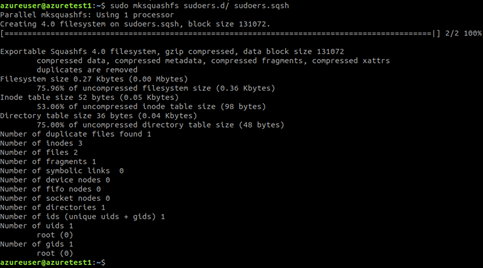 azureuser@azuretest1:~$ sudo mksquashfs sudoers.d/ sudoers.sqsh
Parallel mksquashfs: Using 1 processor
Creating 4.0 filesystem on sudoers.sqsh, block size 131072.
[=====================================================================================|] 2/2 100%

Exportable Squashfs 4.0 filesystem, gzip compressed, data block size 131072
        compressed data, compressed metadata, compressed fragments, compressed xattrs
        duplicates are removed
Filesystem size 0.27 Kbytes (0.00 Mbytes)
        75.96% of uncompressed filesystem size (0.36 Kbytes)
Inode table size 52 bytes (0.05 Kbytes)
        53.06% of uncompressed inode table size (98 bytes)
Directory table size 36 bytes (0.04 Kbytes)
        75.00% of uncompressed directory table size (48 bytes)
Number of duplicate files found 1
Number of inodes 3
Number of files 2
Number of fragments 1
Number of symbolic links  0
Number of device nodes 0
Number of fifo nodes 0
Number of socket nodes 0
Number of directories 1
Number of ids (unique uids + gids) 1
Number of uids 1
        root (0)
Number of gids 1
        root (0)
azureuser@azuretest1:~$